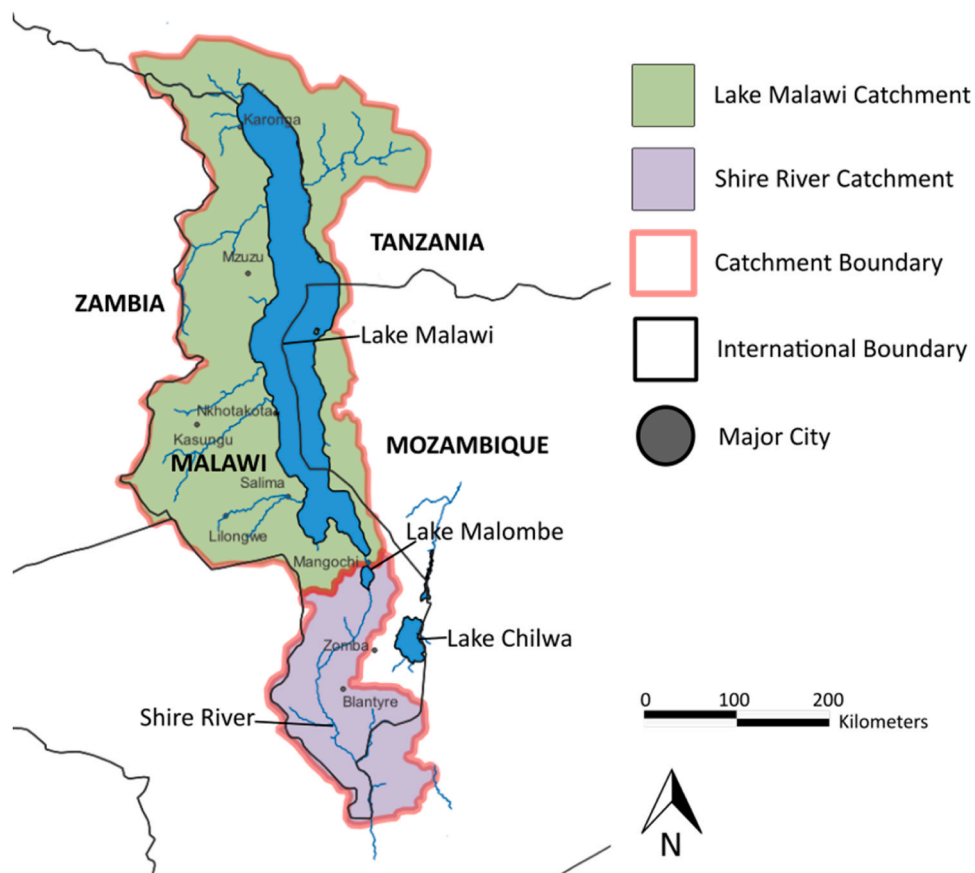 Karonga
TANZANIA
Mzuzu
ZAMBIA
Lake Malawi
Nkhotakota
Kasungu
MOZAMBIQUE
MALAWI
Salima
Lilongwe
Lake Malombe
Mangochi
Lake Chilwa
Zomba
Blantyre
Shire River
Lake Malawi Catchment
Shire River Catchment
Catchment Boundary
International Boundary
Major City
0 100 200
Kilometers
N